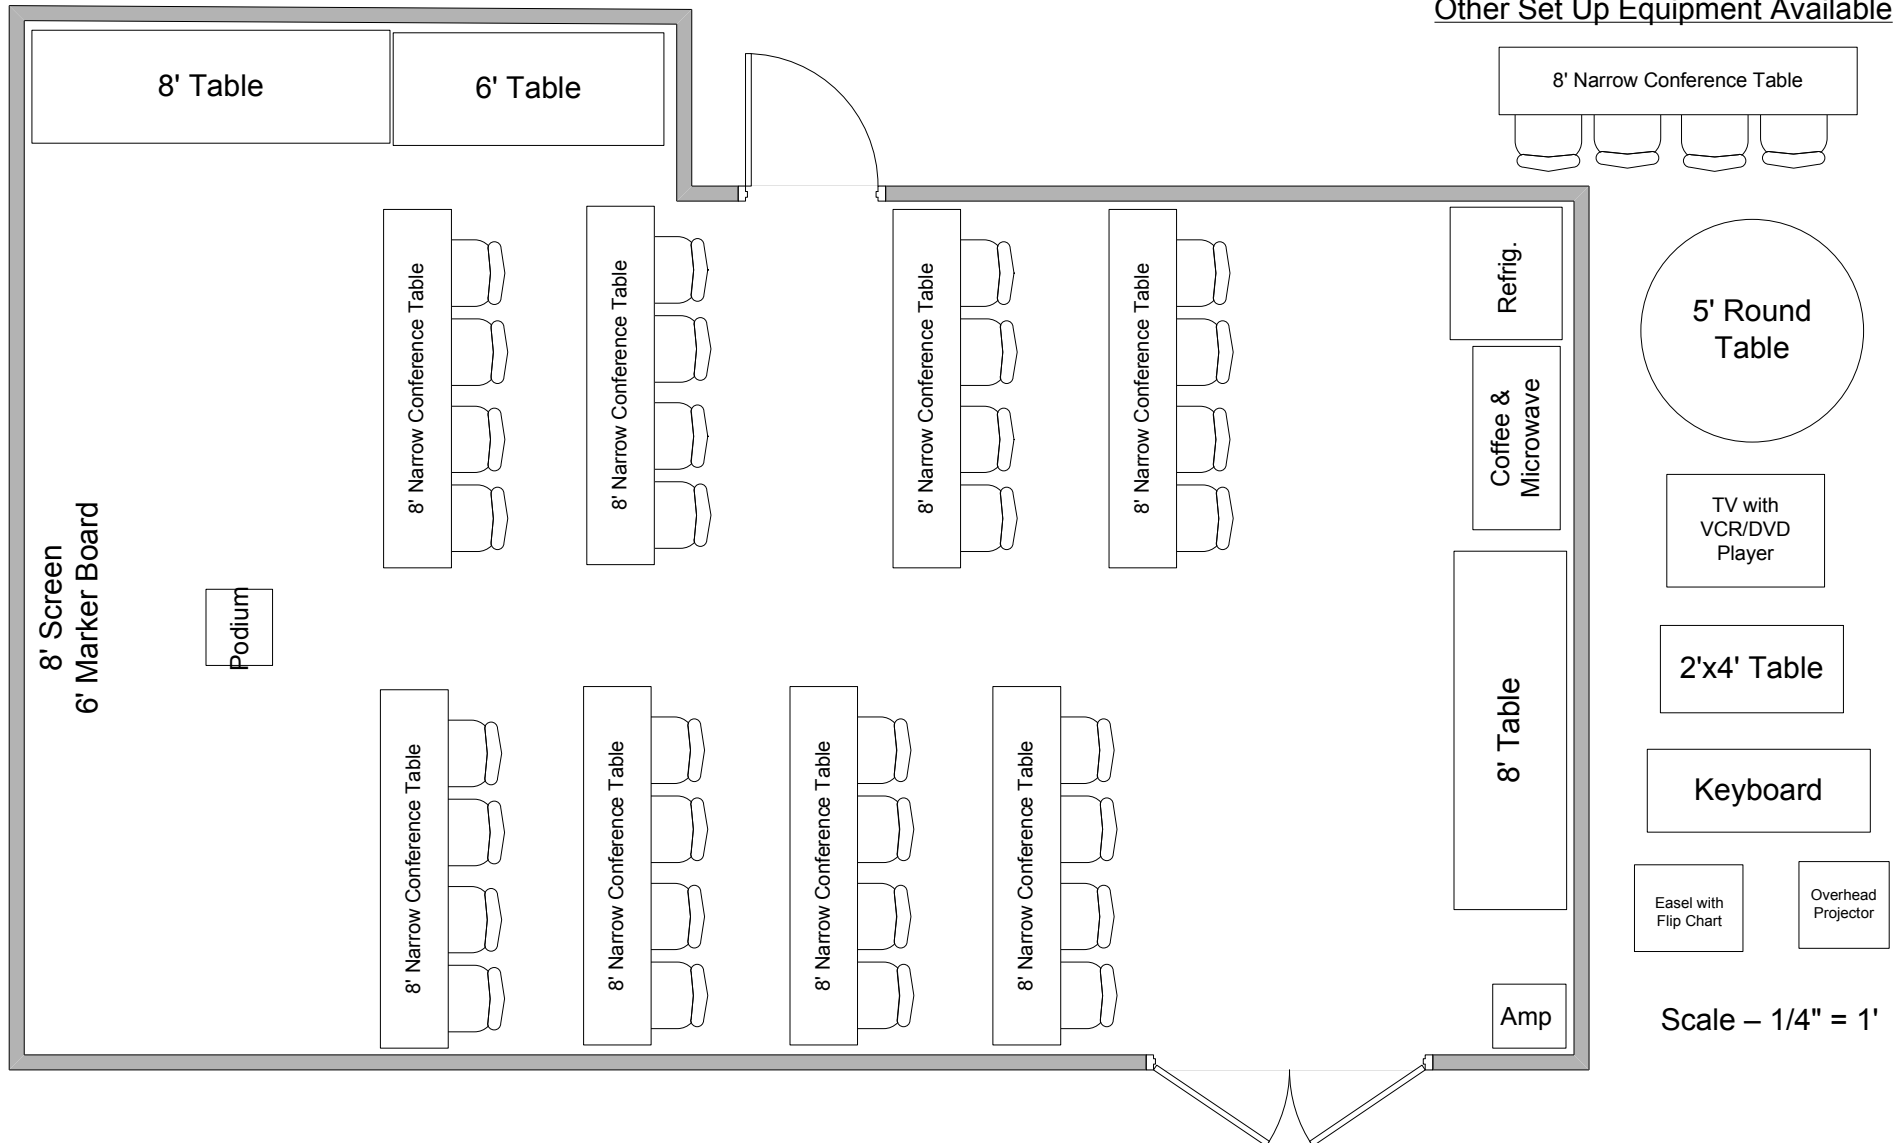 Other Set Up Equipment Available
8' Table
6' Table
8' Narrow Conference Table
8' Narrow Conference Table
8' Narrow Conference Table
8' Narrow Conference Table
8' Narrow Conference Table
Refrig.
5' Round
Table
Coffee &
Microwave
TV with
VCR/DVD
Player
8' Screen
6' Marker Board
Podium
2'x4' Table
8' Table
8' Narrow Conference Table
8' Narrow Conference Table
8' Narrow Conference Table
8' Narrow Conference Table
Keyboard
Easel with
Flip Chart
Overhead
Projector
Amp
Scale – 1/4" = 1'